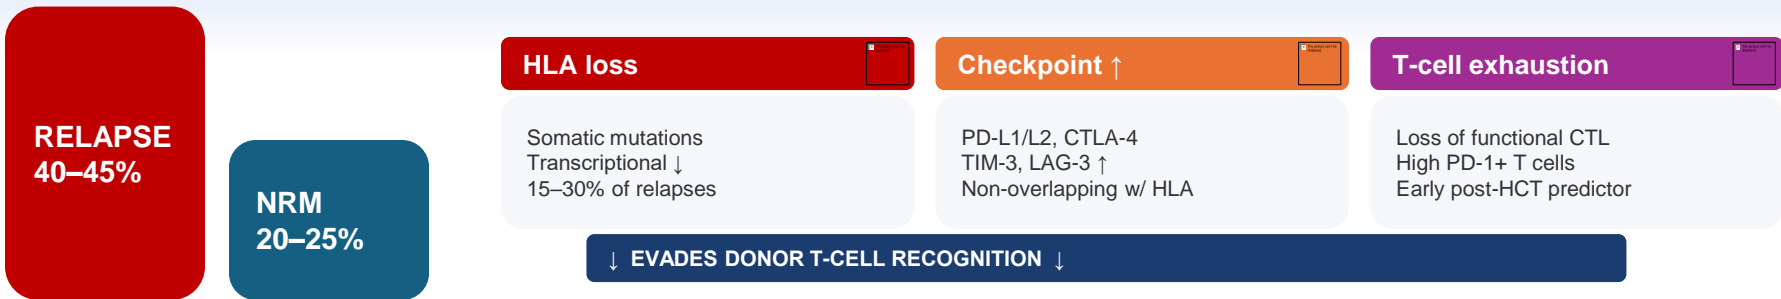 RELAPSE
40–45%
NRM
20–25%
HLA loss
Somatic mutations
Transcriptional ↓
15–30% of relapses
Checkpoint ↑
PD-L1/L2, CTLA-4
TIM-3, LAG-3 ↑
Non-overlapping w/ HLA
T-cell exhaustion
Loss of functional CTL
High PD-1+ T cells
Early post-HCT predictor
↓ EVADES DONOR T-CELL RECOGNITION ↓